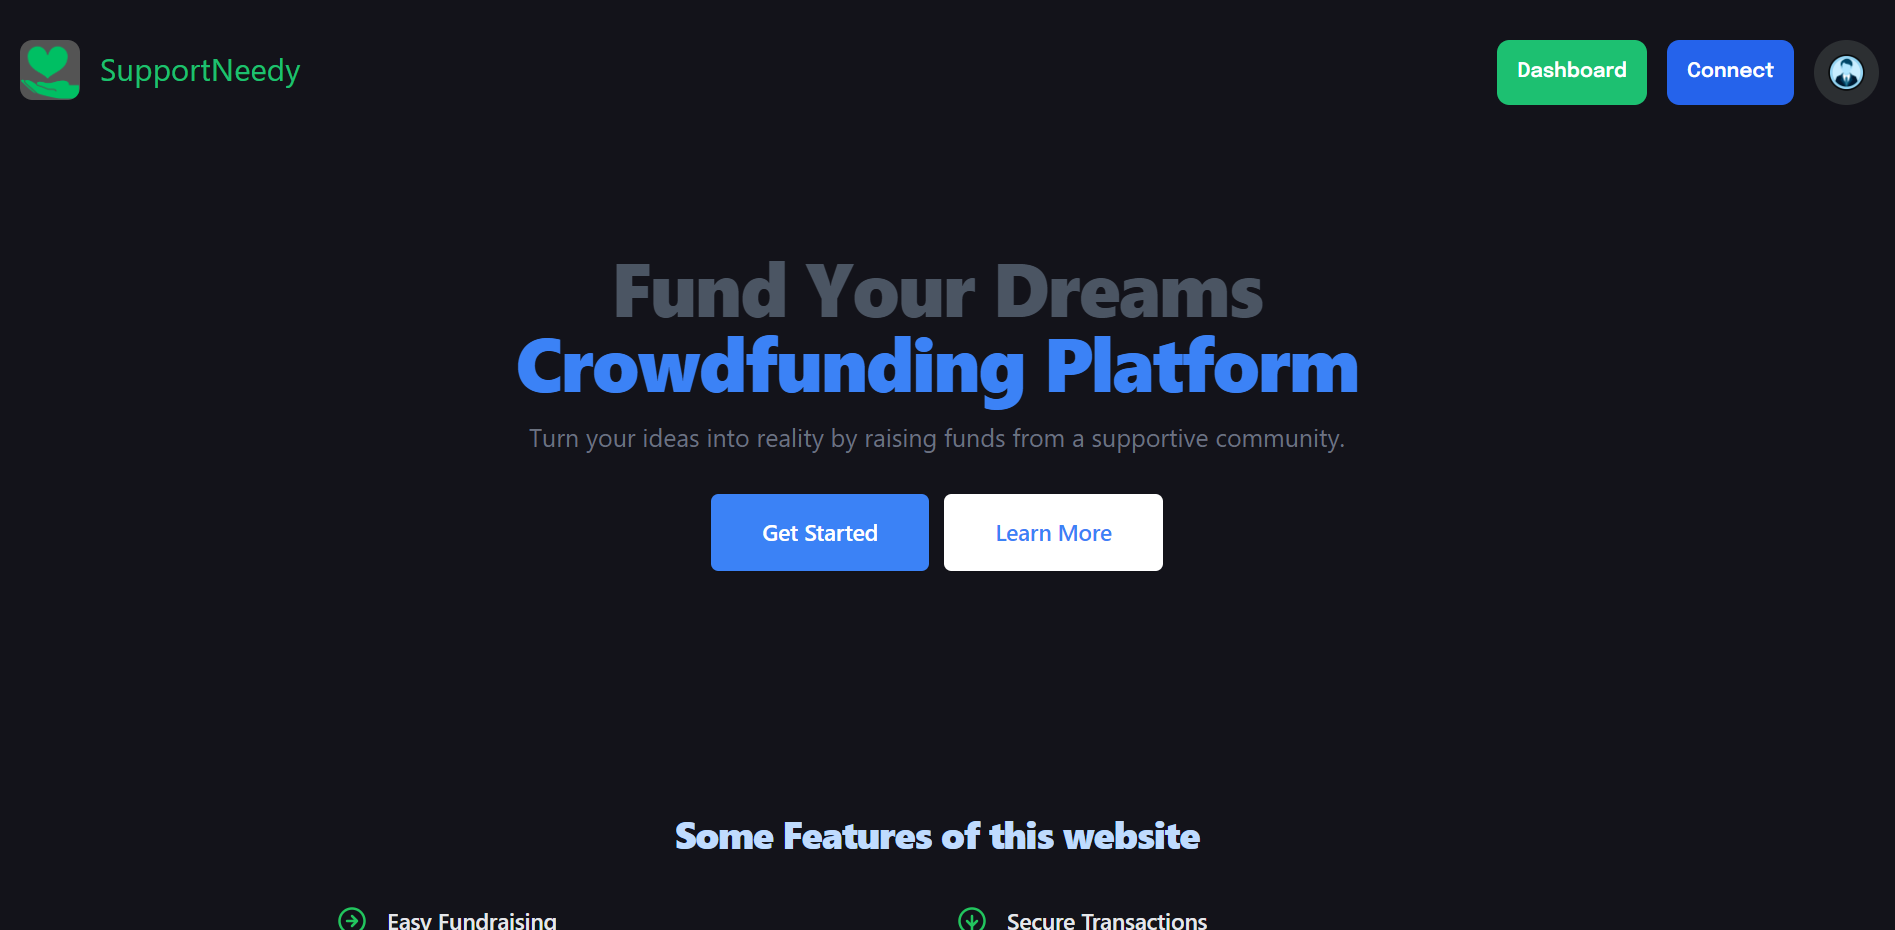 SupportNeedy
Dashboard
Connect
Fund Your Dreams
Crowdfunding Platform
Turn your ideas into reality by raising funds from a supportive community.
Get Started
Learn More
Some Features of this website
Easy Fundraising
Secure Transactions